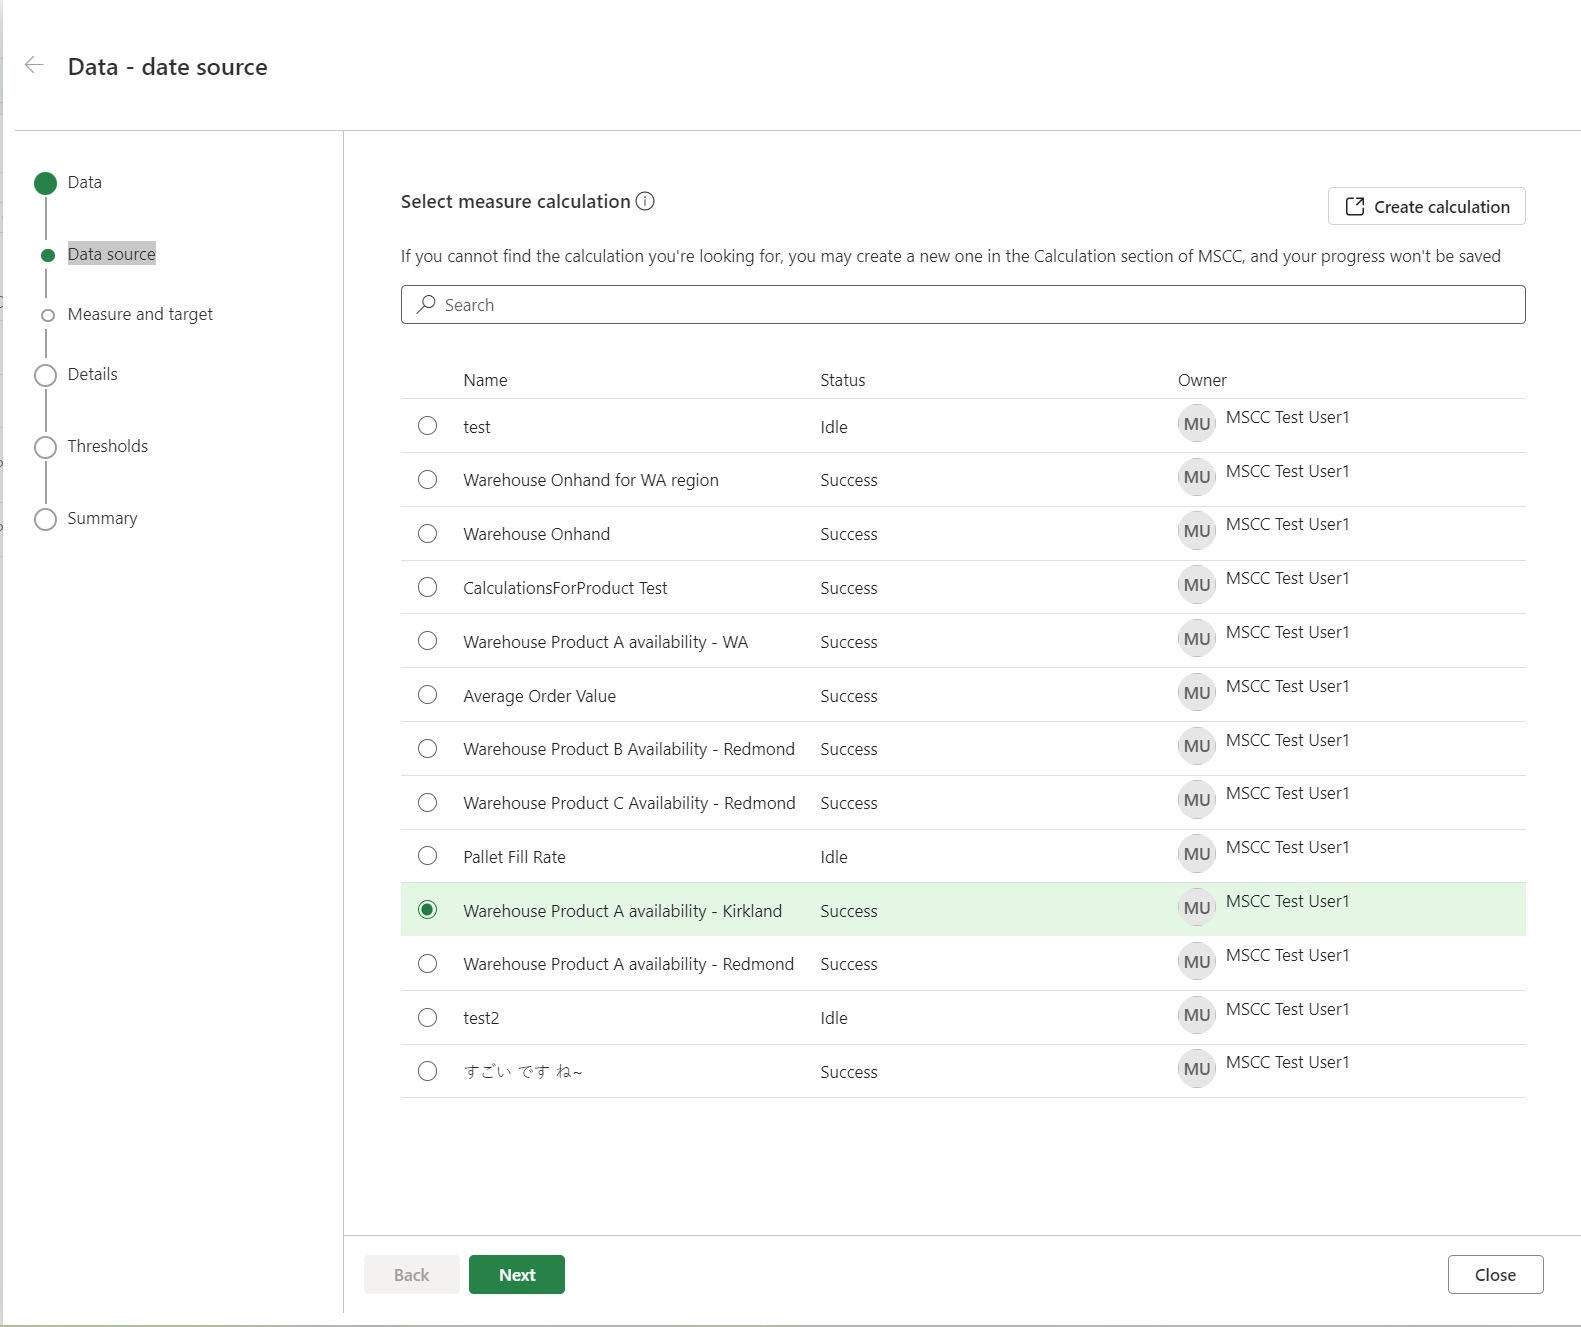 Data - date source
Data
Data source
Measure and target
Details
Thresholds
Summary
Select measure calculation
Create calculation
If you cannot find the calculation you're looking for, you may create a new one in the Calculation section of MSCC, and your progress won't be saved
Search
Name Status Owner
test Idle MU MSCC Test User1
Warehouse Onhand for WA region Success MU MSCC Test User1
Warehouse Onhand Success MU MSCC Test User1
CalculationsForProduct Test Success MU MSCC Test User1
Warehouse Product A availability - WA Success MU MSCC Test User1
Average Order Value Success MU MSCC Test User1
Warehouse Product B Availability - Redmond Success MU MSCC Test User1
Warehouse Product C Availability - Redmond Success MU MSCC Test User1
Pallet Fill Rate Idle MU MSCC Test User1
Warehouse Product A availability - Kirkland Success MU MSCC Test User1
Warehouse Product A availability - Redmond Success MU MSCC Test User1
test2 Idle MU MSCC Test User1
すごい です ね~ Success MU MSCC Test User1
Back Next Close